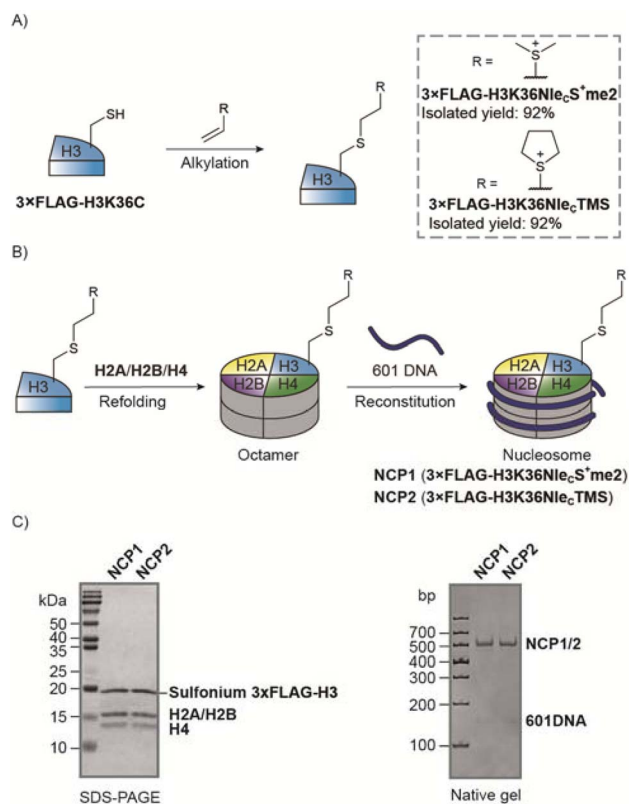 A)
R
SH
H3
Alkylation
3×FLAG-H3K36C
R
S
H3
R =
S
+
3×FLAG-H3K36NlecS⁺me2
Isolated yield: 92%
R =
+
S
3×FLAG-H3K36NlecTMS
Isolated yield: 92%
B)
R
S
H3
H2A/H2B/H4
Refolding
R
S
H2A H3
H2B H4
Octamer
601 DNA
Reconstitution
R
S
H2A H3
H2B H4
Nucleosome
NCP1 (3×FLAG-H3K36NlecS⁺me2)
NCP2 (3×FLAG-H3K36NlecTMS)
C)
NCP1
NCP2
kDa
50
40
35
25
20
15
10
Sulfonium 3xFLAG-H3
H2A/H2B
H4
SDS-PAGE
NCP1
NCP2
bp
700
500
400
300
200
100
NCP1/2
601DNA
Native gel